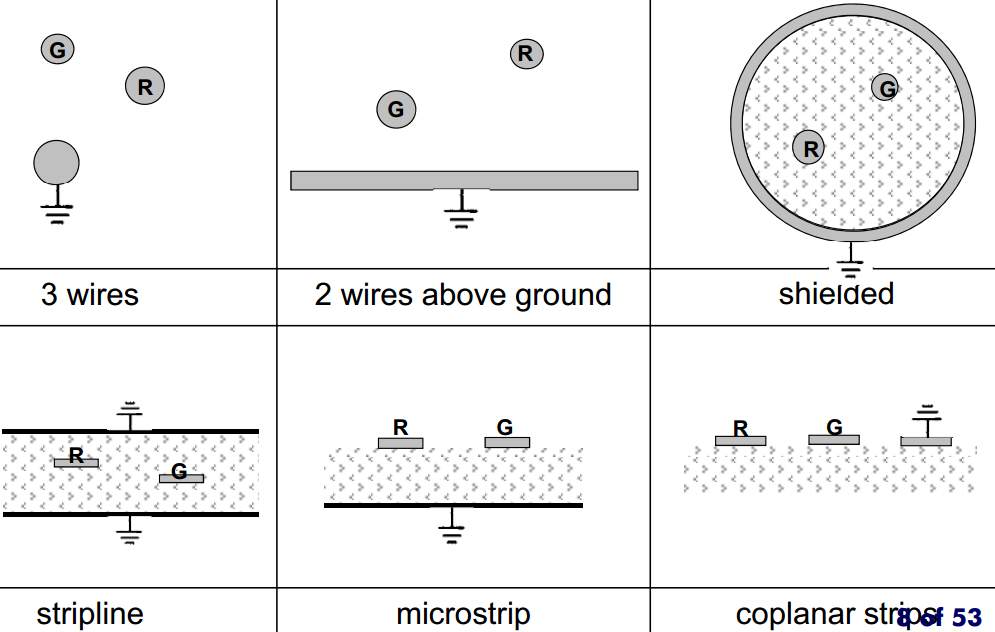 G
R
R
G
G
R
3 wires
2 wires above ground
shielded
R
G
R
G
R
G
stripline
microstrip
coplanar strips
8 of 53